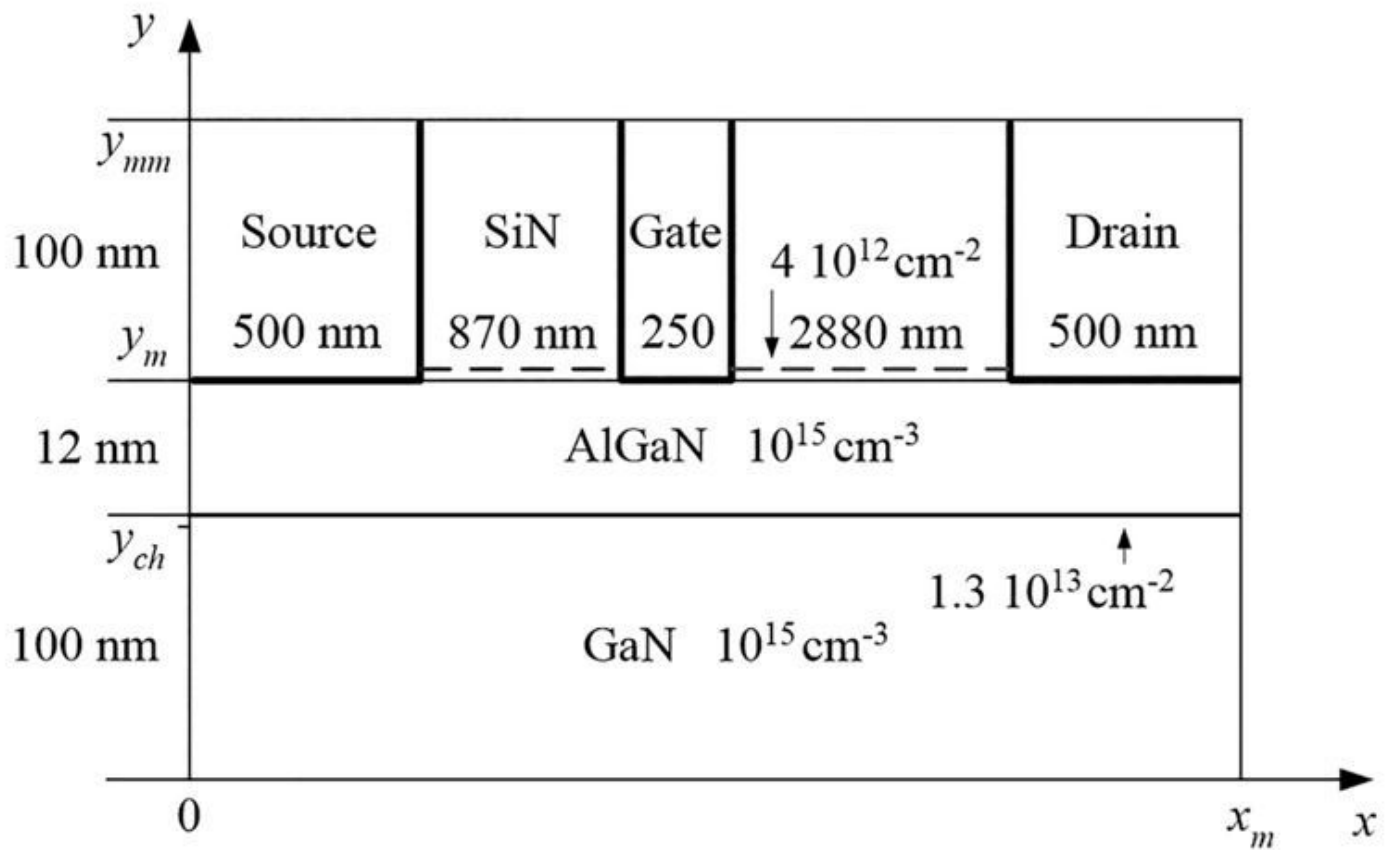 y
y_mm
Source SiN Gate Drain
100 nm
4 10^12 cm^-2
y_m 500 nm 870 nm 250 2880 nm 500 nm
12 nm AlGaN 10^15 cm^-3
y_ch
1.3 10^13 cm^-2
100 nm GaN 10^15 cm^-3
0 x_m x